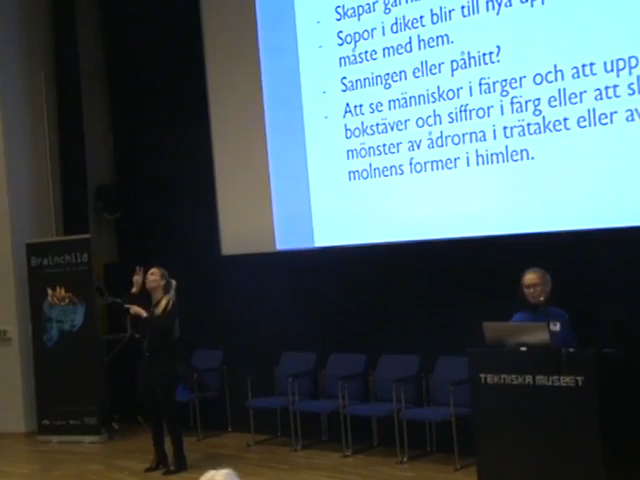 - Skapar
- Sopor i diket blir till nya
måste med hem.
- Sanningen eller påhitt?
- Att se människor i färger och att upp
bokstäver och siffror i färg eller att
mönster av ådrorna i trätaket eller
molnens former i himlen.
Brainchild
TEKNISKA MUSEET